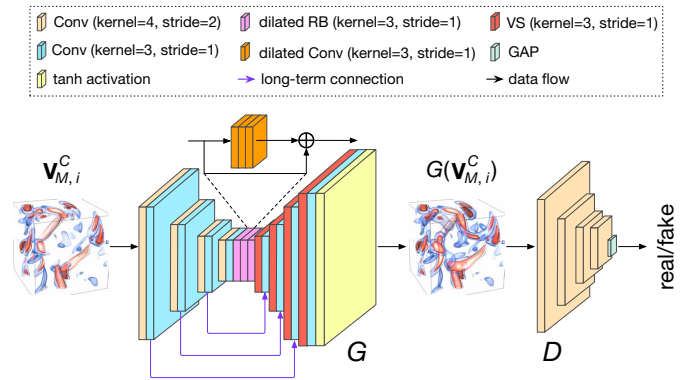 Conv (kernel=4, stride=2) dilated RB (kernel=3, stride=1) VS (kernel=3, stride=1)
Conv (kernel=3, stride=1) dilated Conv (kernel=3, stride=1) GAP
tanh activation long-term connection data flow
V^C_{M, i} G(V^C_{M, i})
real/fake
G D